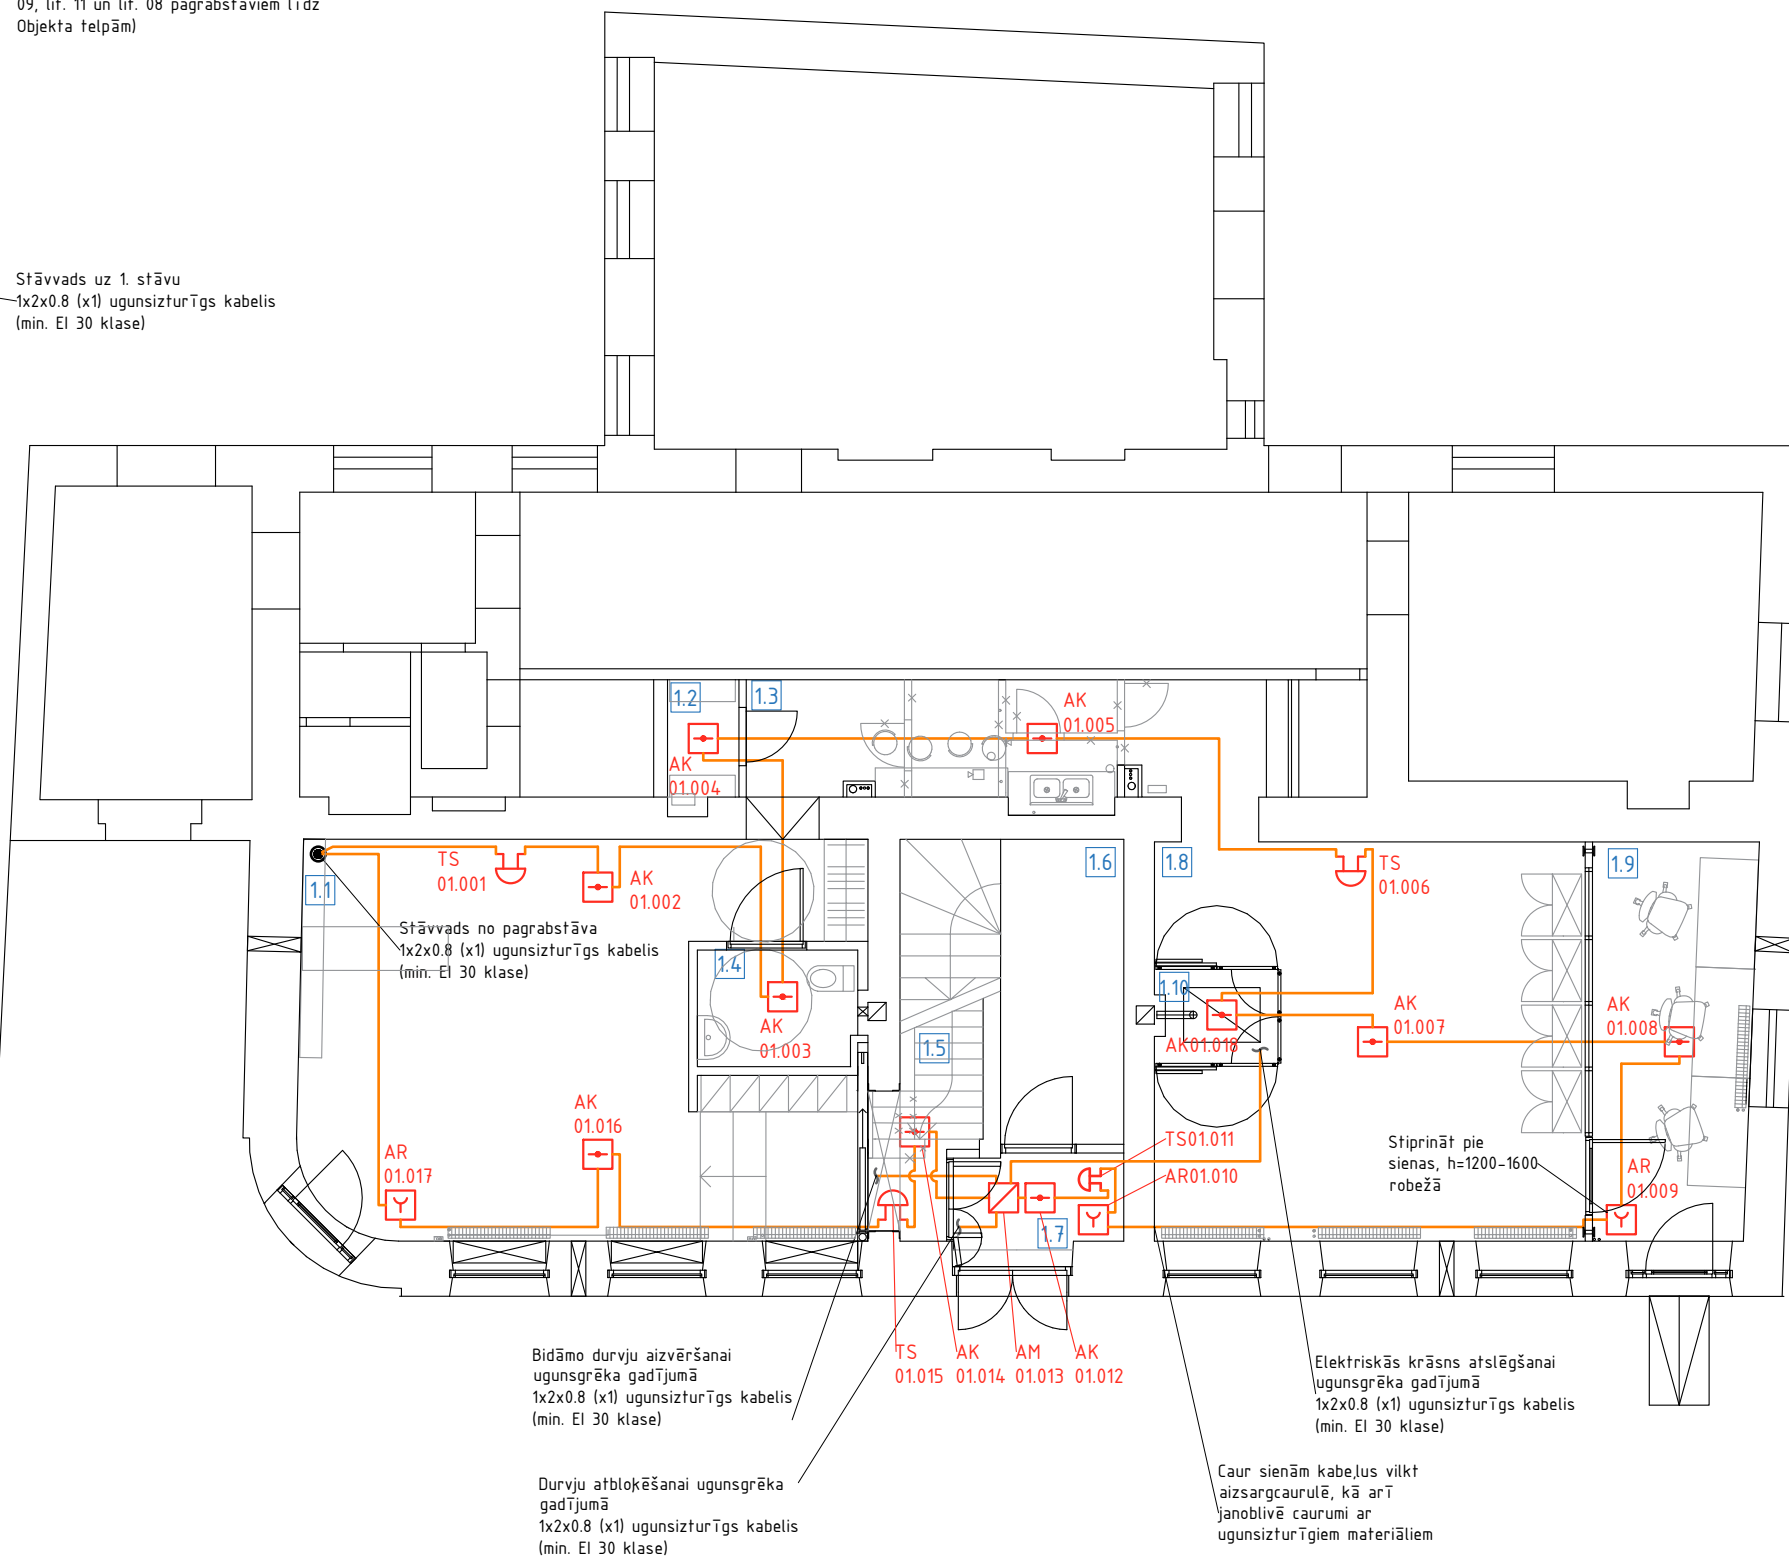 09, lit. 11 un lit. 08 pagrabstāviem līdz
Objekta telpām)
Stāvvads uz 1. stāvu
1x2x0.8 (x1) ugunsizturīgs kabelis
(min. EI 30 klase)
1.2
1.3
AK
01.005
AK
01.004
1.1
TS
01.001
AK
01.002
1.6
1.8
TS
01.006
1.9
Stāvvads no pagrabstāva
1x2x0.8 (x1) ugunsizturīgs kabelis
(min. EI 30 klase)
1.4
AK
01.003
1.5
1.10
AK01.018
AK
01.007
AK
01.008
AK
01.016
AR
01.017
TS01.011
AR01.010
1.7
Stiprināt pie
sienas, h=1200-1600
robežā
AR
01.009
TS
01.015
AK
01.014
AM
01.013
AK
01.012
Bīdāmo durvju aizvēršanai
ugunsgrēka gadījumā
1x2x0.8 (x1) ugunsizturīgs kabelis
(min. EI 30 klase)
Elektriskās krāsns atslēgšanai
ugunsgrēka gadījumā
1x2x0.8 (x1) ugunsizturīgs kabelis
(min. EI 30 klase)
Durvju atbloķēšanai ugunsgrēka
gadījumā
1x2x0.8 (x1) ugunsizturīgs kabelis
(min. EI 30 klase)
Caur sienām kabeļus vilkt
aizsargcaurulē, kā arī
janoblīvē caurumi ar
ugunsizturīgiem materiāliem